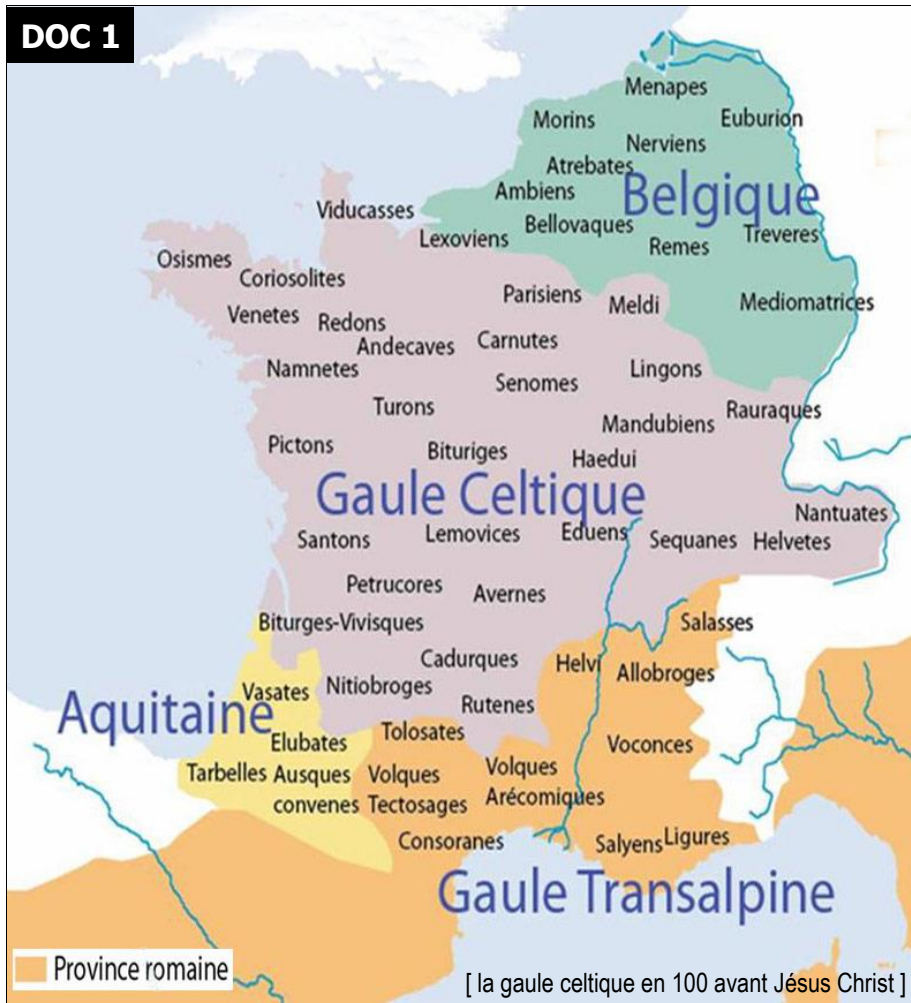 DOC 1
Menapes
Morins
Euburion
Nerviens
Atrebates
Ambiens
Belgique
Viducasses
Bellovaques
Lexoviens
Remes
Treveres
Osismes
Coriosolites
Parisiens
Meldi
Mediomatrices
Venetes
Redons
Andecaves
Carnutes
Namnetes
Senomes
Lingons
Turons
Mandubiens
Rauraques
Pictons
Bituriges
Haedui
Gaule Celtique
Nantuates
Santons
Lemovices
Eduens
Sequanes
Helvetes
Petrucores
Avernes
Biturges-Vivisques
Salasses
Cadurques
Helvi
Allobroges
Vasates
Nitiobroges
Rutenes
Aquitaine
Tolosates
Elubates
Voconces
Tarbelles
Ausques
convenes
Volques
Tectosages
Volques
Arécomiques
Consoranes
Salyens
Ligures
Gaule Transalpine
Province romaine
[ la gaule celtique en 100 avant Jésus Christ ]